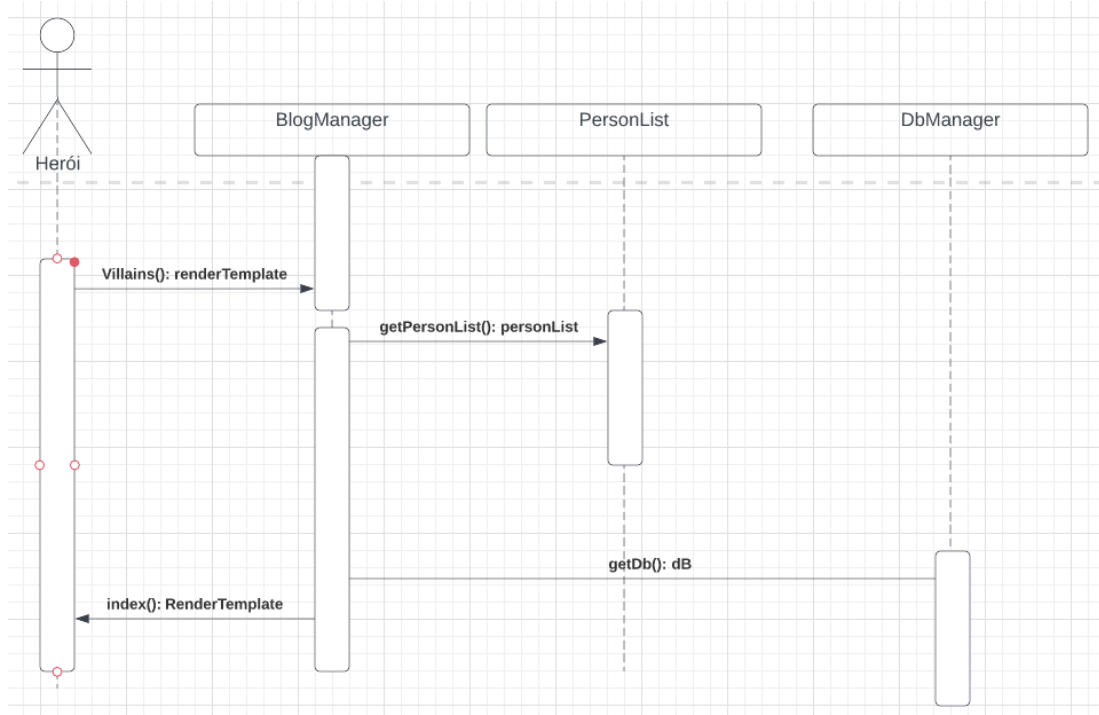 BlogManager
PersonList
DbManager
Herói
Villains(): renderTemplate
getPersonList(): personList
getDb(): dB
index(): RenderTemplate